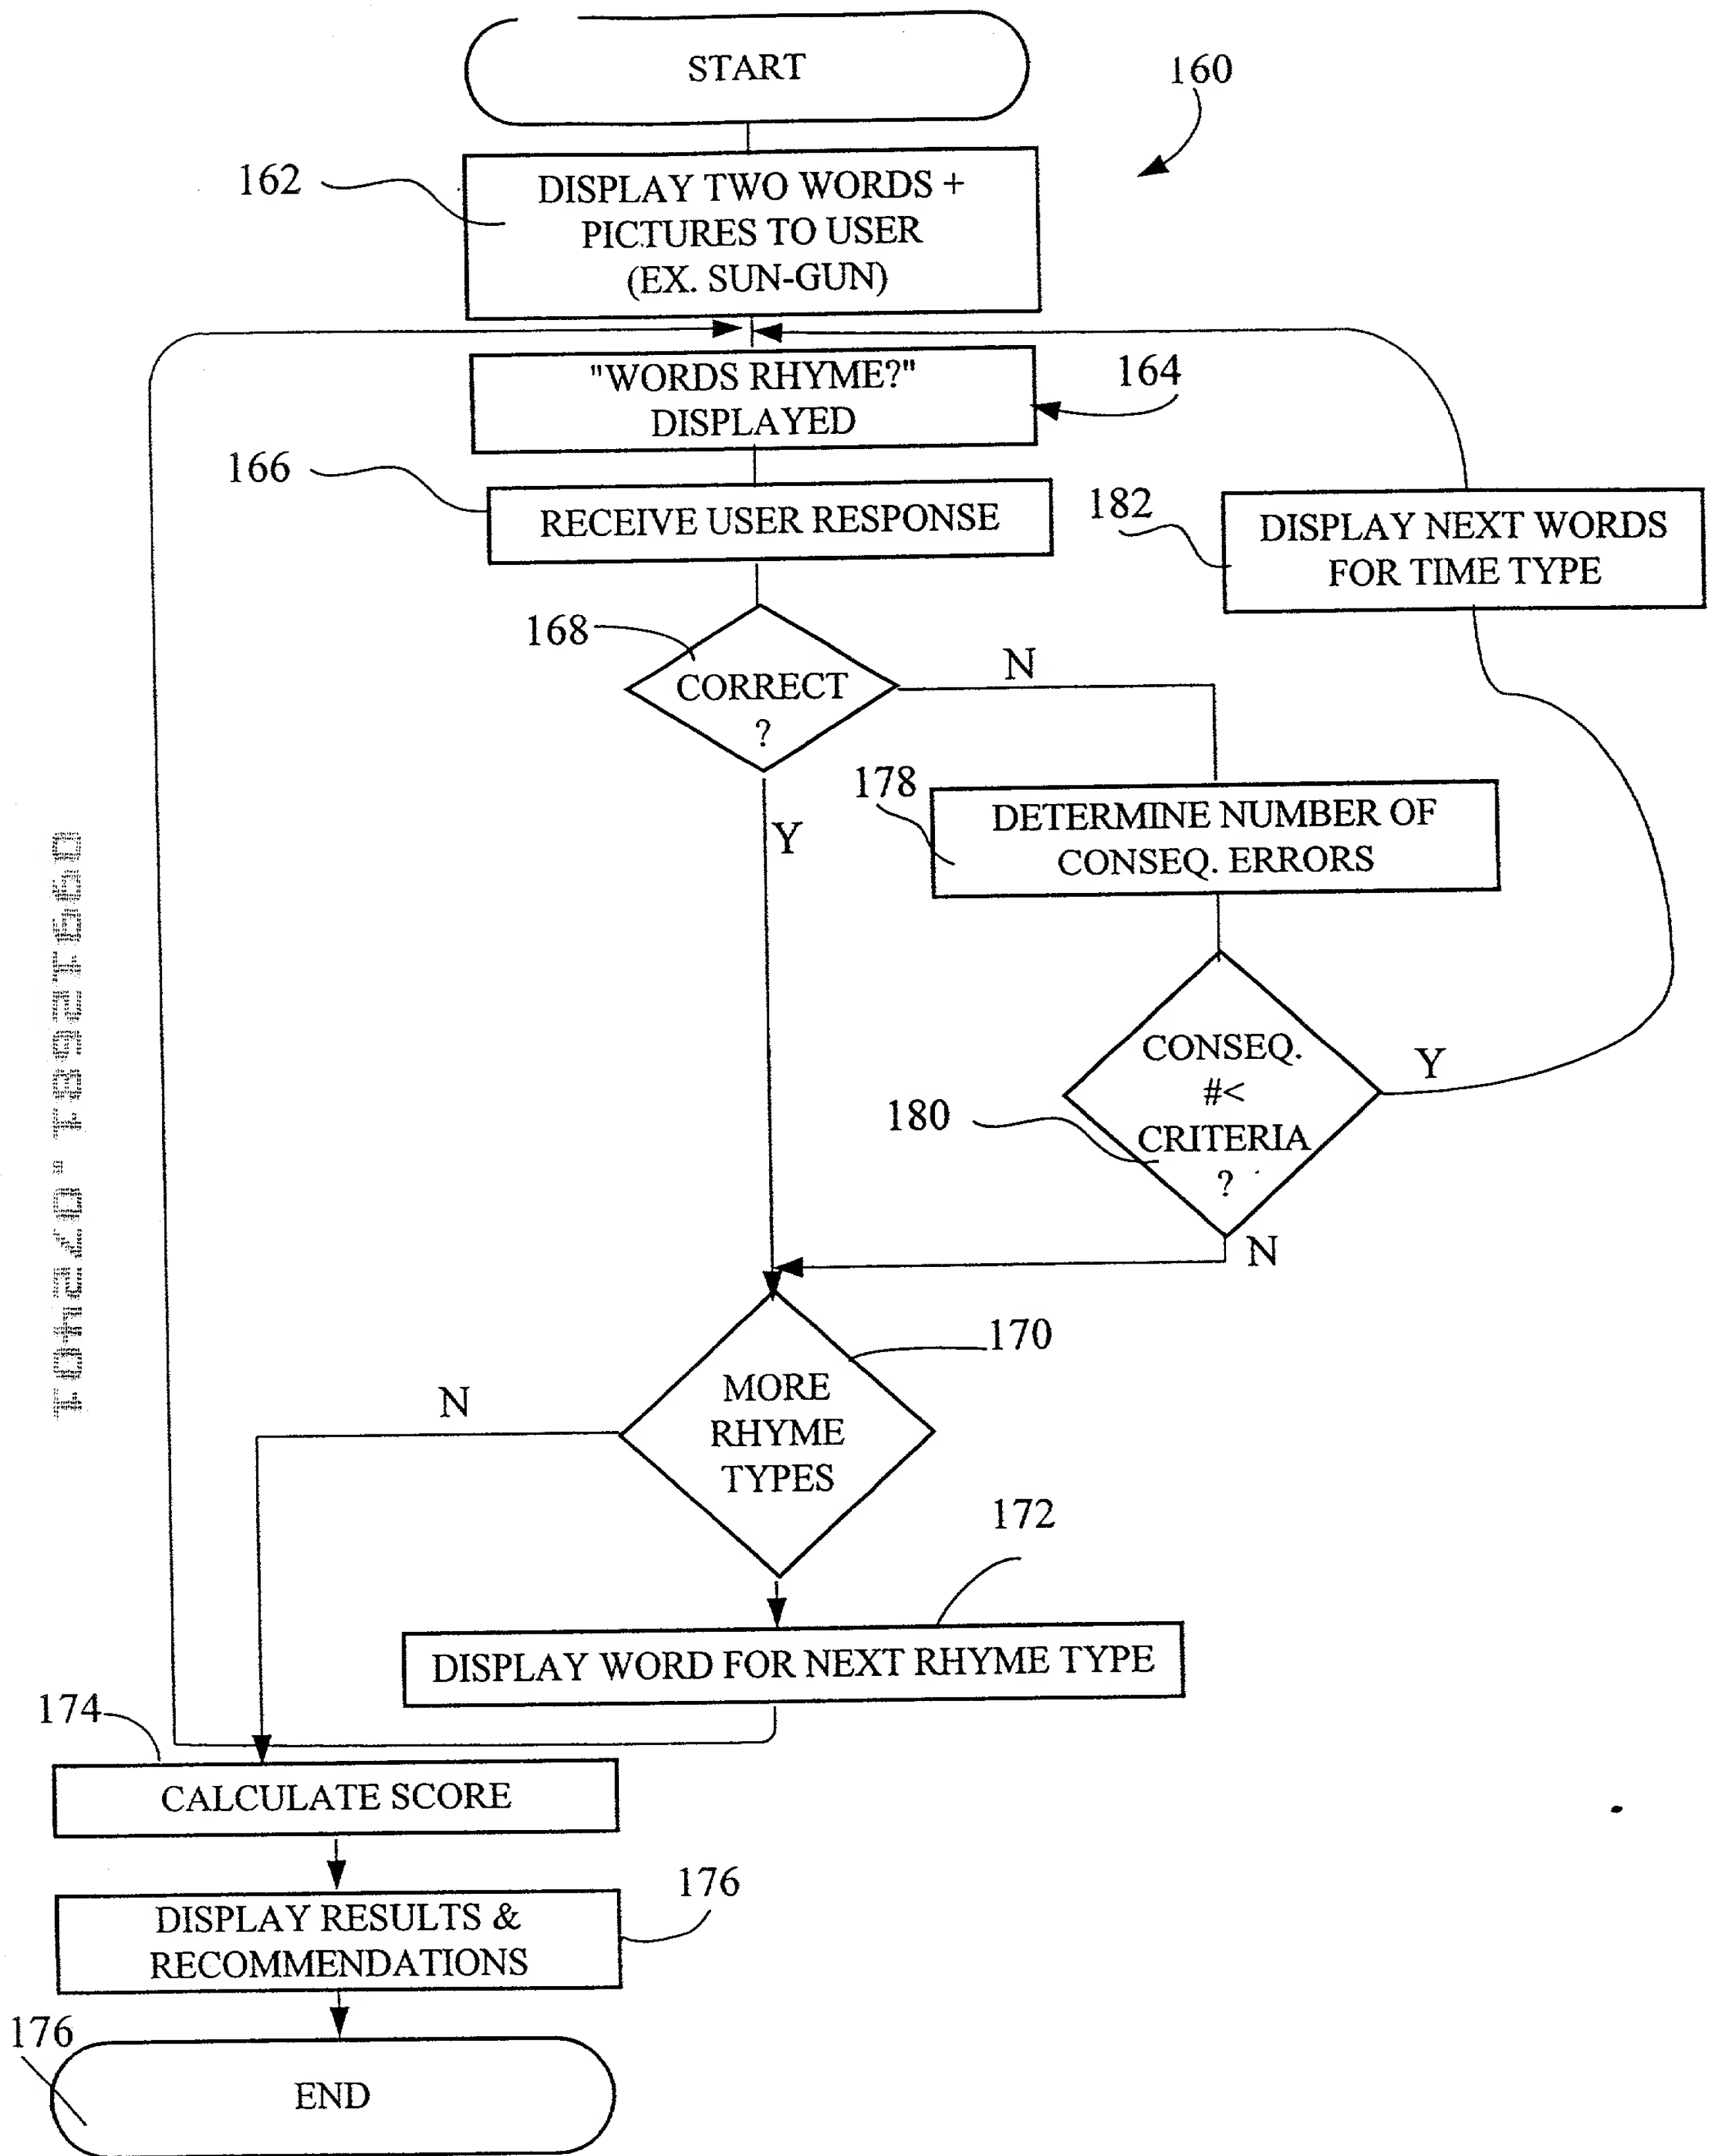 START
160
162
DISPLAY TWO WORDS +
PICTURES TO USER
(EX. SUN-GUN)
"WORDS RHYME?"
DISPLAYED
164
166
RECEIVE USER RESPONSE
182
DISPLAY NEXT WORDS
FOR TIME TYPE
168
CORRECT
?
N
Y
178
DETERMINE NUMBER OF
CONSEQ. ERRORS
CONSEQ.
#<
CRITERIA
?
180
Y
N
170
MORE
RHYME
TYPES
N
172
DISPLAY WORD FOR NEXT RHYME TYPE
174
CALCULATE SCORE
176
DISPLAY RESULTS &
RECOMMENDATIONS
176
END